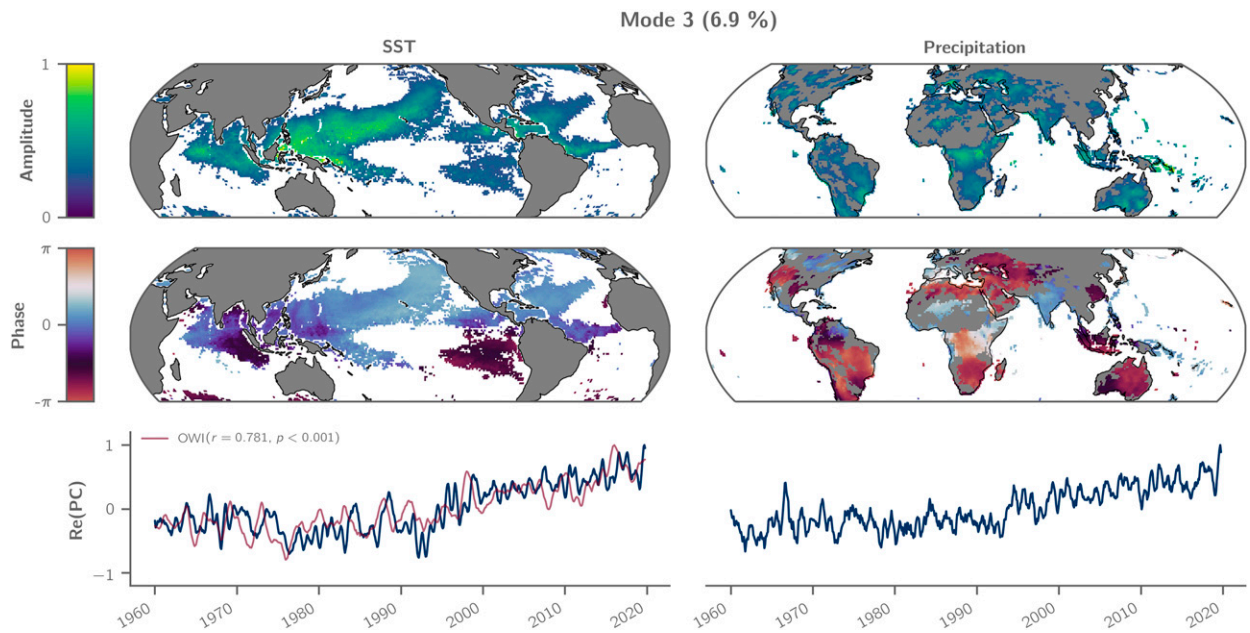 Mode 3 (6.9 %)
SST
Precipitation
1
Amplitude
0
π
Phase
0
-π
OWI(r = 0.781, p < 0.001)
1
Re(PC)
0
−1
1960
1970
1980
1990
2000
2010
2020
1960
1970
1980
1990
2000
2010
2020